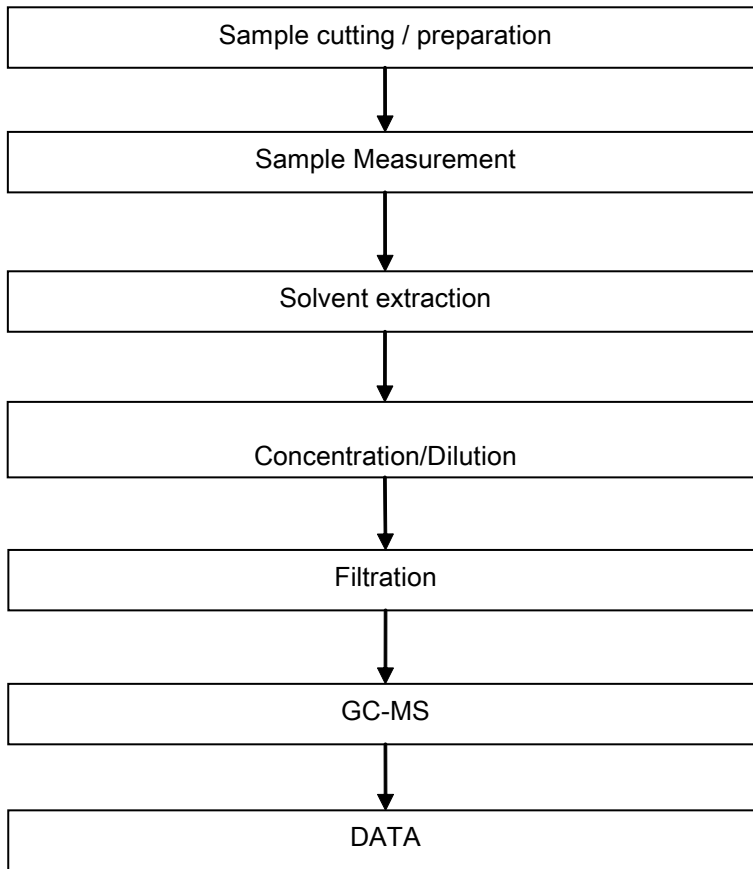 Sample cutting / preparation
Sample Measurement
Solvent extraction
Concentration/Dilution
Filtration
GC-MS
DATA